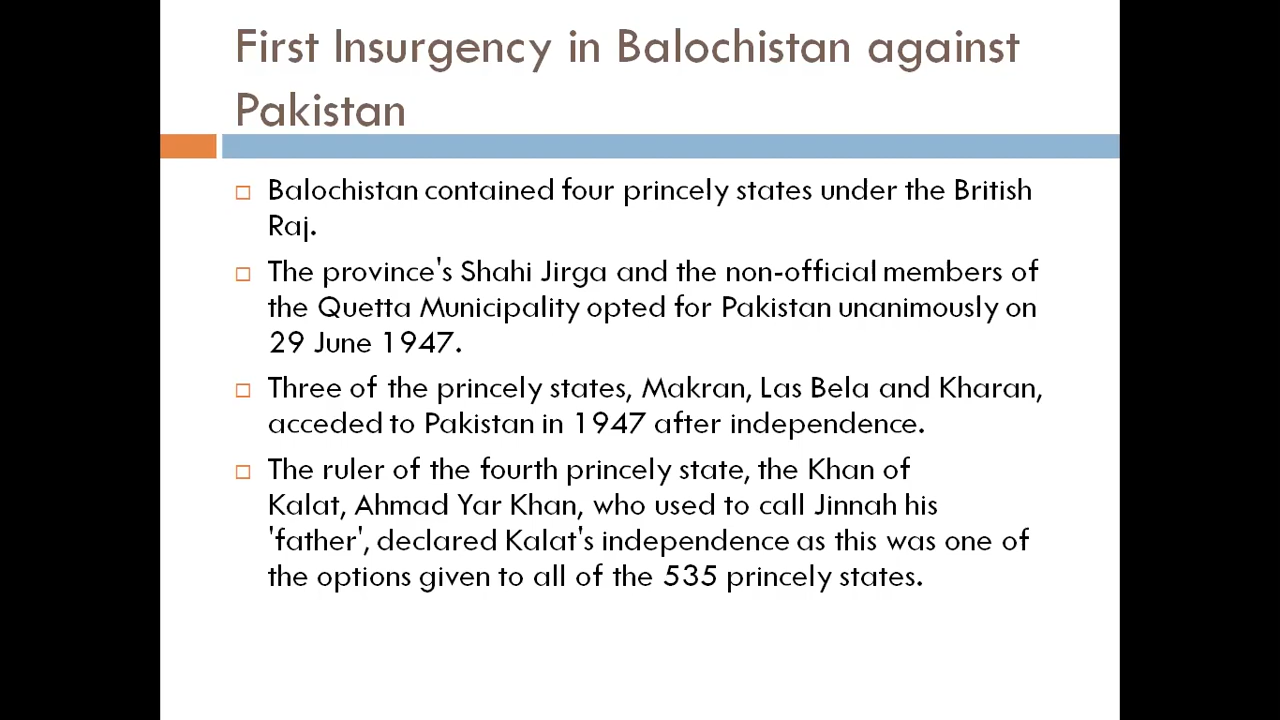 First Insurgency in Balochistan against
Pakistan
Balochistan contained four princely states under the British
Raj.
The province's Shahi Jirga and the non-official members of
the Quetta Municipality opted for Pakistan unanimously on
29 June 1947.
Three of the princely states, Makran, Las Bela and Kharan,
acceded to Pakistan in 1947 after independence.
The ruler of the fourth princely state, the Khan of
Kalat, Ahmad Yar Khan, who used to call Jinnah his
'father', declared Kalat's independence as this was one of
the options given to all of the 535 princely states.